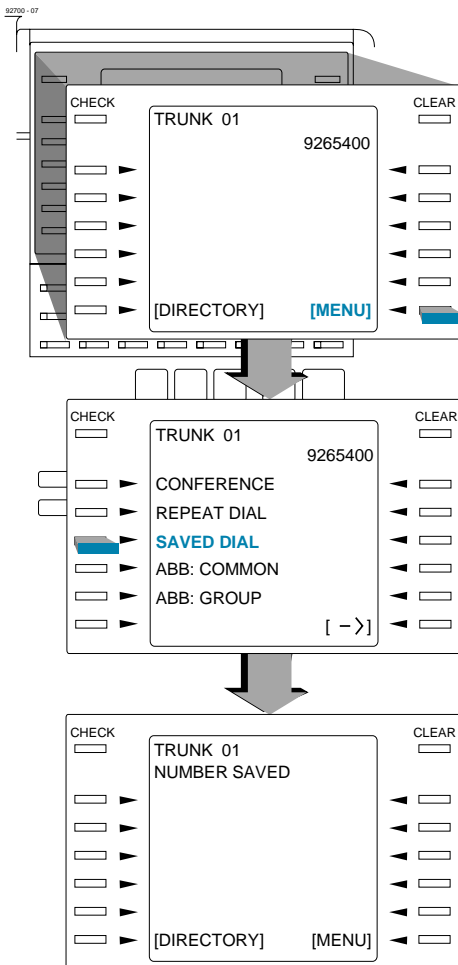 92700 - 07
CHECK
CLEAR
TRUNK 01
9265400
[DIRECTORY] [MENU]
CHECK
CLEAR
TRUNK 01
9265400
CONFERENCE
REPEAT DIAL
SAVED DIAL
ABB: COMMON
ABB: GROUP
[ –>]
CHECK
CLEAR
TRUNK 01
NUMBER SAVED
[DIRECTORY] [MENU]